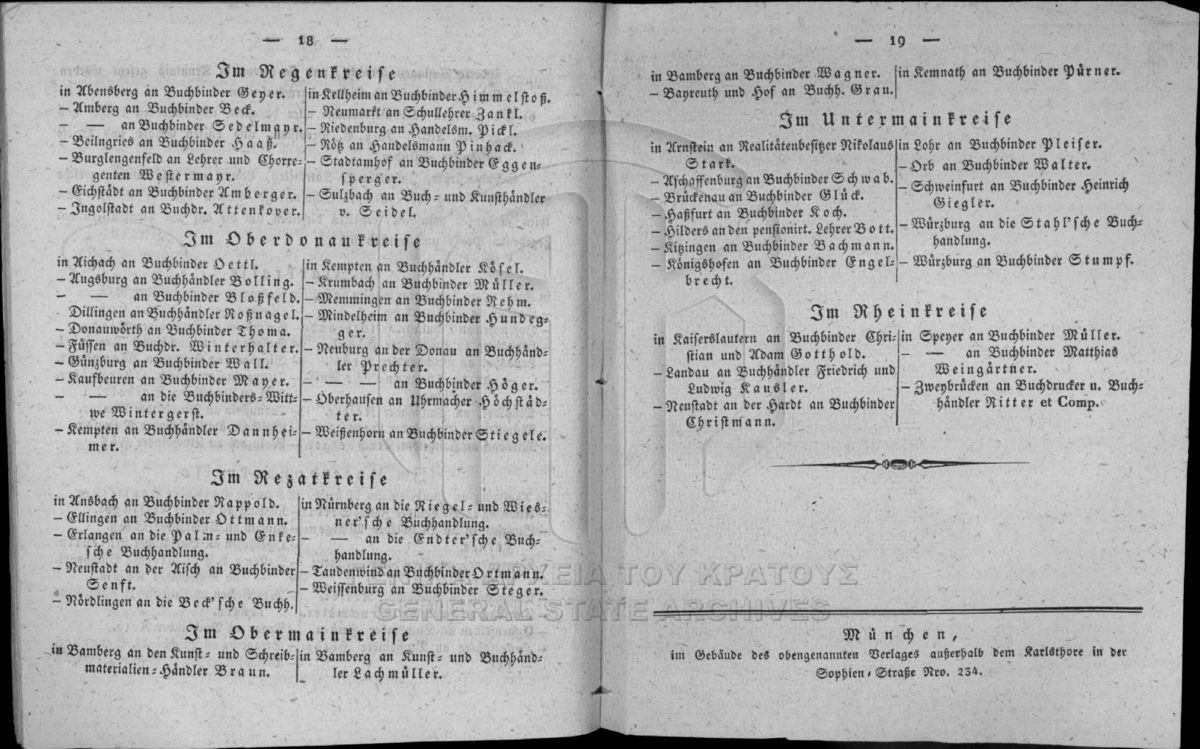 — 18 —
Im Regenkreise
in Abensberg an Buchbinder Geyer.
– Amberg an Buchbinder Beck.
– — an Buchbinder Sedelmayr.
– Beilngries an Buchbinder Haaß.
– Burglengenfeld an Lehrer und Chorre-
genten Westermayr.
– Eichstädt an Buchbinder Amberger.
– Ingolstadt an Buchdr. Attenkover.
in Kellheim an Buchbinder Himmelstoß.
– Neumarkt an Schullehrer Zankl.
– Riedenburg an Handelsm. Pickl.
– Nötz an Handelsmann Pinhack.
– Stadtamhof an Buchbinder Eggen-
sperger.
– Sulzbach an Buch- und Kunsthändler
v. Seidel.
Im Oberdonaukreise
in Aichach an Buchbinder Oettl.
– Augsburg an Buchhändler Bolling.
– — an Buchbinder Bloßfeld.
Dillingen an Buchhändler Roßnagel.
– Donauwörth an Buchbinder Thoma.
– Füssen an Buchdr. Winterhalter.
– Günzburg an Buchbinder Wall.
– Kaufbeuren an Buchbinder Mayer.
– — an die Buchbinders-Witt-
we Wintergerst.
– Kempten an Buchhändler Dannhei-
mer.
in Kempten an Buchhändler Kösel.
– Krumbach an Buchbinder Müller.
– Memmingen an Buchbinder Rehm.
– Mindelheim an Buchbinder Hundeg-
ger.
– Neuburg an der Donau an Buchhänd-
ler Prechter.
– — — an Buchbinder Höger.
– Oberhausen an Uhrmacher Höchstäd-
ter.
– Weißenhorn an Buchbinder Stiegele.
Im Rezatkreise
in Ansbach an Buchbinder Rappold.
– Ellingen an Buchbinder Ottmann.
– Erlangen an die Palm- und Enke-
sche Buchhandlung.
– Neustadt an der Aisch an Buchbinder
Senft.
– Nördlingen an die Beck'sche Buchh.
in Nürnberg an die Riegel- und Wies-
ner'sche Buchhandlung.
– — an die Endter'sche Buch-
handlung.
– Taudenwind an Buchbinder Ortmann.
– Weissenburg an Buchbinder Steger.
Im Obermainkreise
in Bamberg an den Kunst- und Schreib-
materialien-Händler Braun.
in Bamberg an Kunst- und Buchhänd-
ler Lachmüller.
— 19 —
in Bamberg an Buchbinder Wagner.
– Bayreuth und Hof an Buchh. Grau.
in Kemnath an Buchbinder Pürner.
Im Untermainkreise
in Arnstein an Realitätenbesitzer Nikolaus
Stark.
– Aschaffenburg an Buchbinder Schwab.
– Brückenau an Buchbinder Glück.
– Haßfurt an Buchbinder Koch.
– Hilders an den pensionirt. Lehrer Bott.
– Kitzingen an Buchbinder Bachmann.
– Königshofen an Buchbinder Engel-
brecht.
in Lohr an Buchbinder Pleiser.
– Orb an Buchbinder Walter.
– Schweinfurt an Buchbinder Heinrich
Giegler.
– Würzburg an die Stahl'sche Buch-
handlung.
– Würzburg an Buchbinder Stumpf.
Im Rheinkreise
in Kaiserslautern an Buchbinder Chri-
stian und Adam Gotthold.
– Landau an Buchhändler Friedrich und
Ludwig Kausler.
– Neustadt an der Hardt an Buchbinder
Christmann.
in Speyer an Buchbinder Müller.
– — an Buchbinder Matthias
Weingärtner.
– Zweybrücken an Buchdrucker u. Buch-
händler Ritter et Comp.
ΑΡΧΕΙΑ ΤΟΥ ΚΡΑΤΟΥΣ
GENERAL STATE ARCHIVES
München,
im Gebäude des obengenannten Verlages außerhalb dem Karlsthore in der
Sophien-Straße Nro. 234.